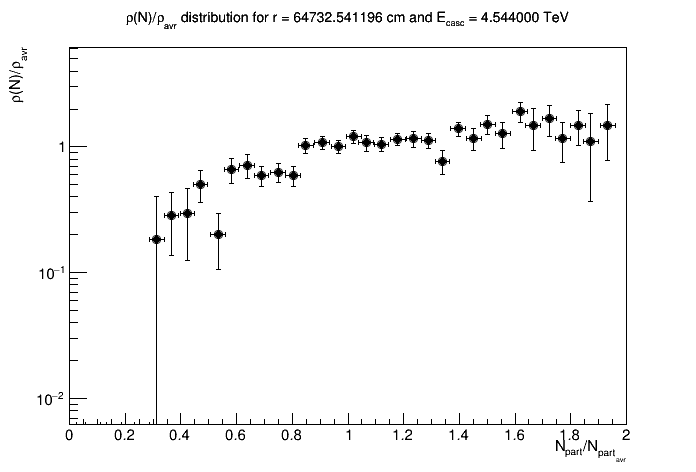 ρ(N)/ρavr distribution for r = 64732.541196 cm and Ecasc = 4.544000 TeV
ρ(N)/ρavr
1
10−1
10−2
0 0.2 0.4 0.6 0.8 1 1.2 1.4 1.6 1.8 2
Npart/Npartavr